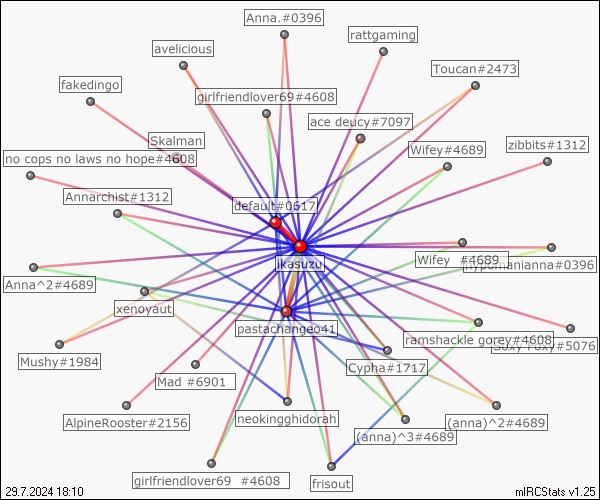 Anna.#0396
rattgaming
avelicious
Toucan#2473
fakedingo
girlfriendlover69#4608
ace deucy#7097
Skalman
zibbits#1312
Wifey#4689
no cops no laws no hope#4608
Annarchist#1312
default#0617
Wifey_#4689
ikasuzu
hypomanianna#0396
Anna^2#4689
xenoyaut
pastachangeo41
ramshackle gorey#4608
Foxy#5076
Mushy#1984
Cypha#1717
Mad #6901
AlpineRooster#2156
neokingghidorah
(anna)^2#4689
(anna)^3#4689
girlfriendlover69 #4608
frisout
29.7.2024 18:10
mIRCStats v1.25